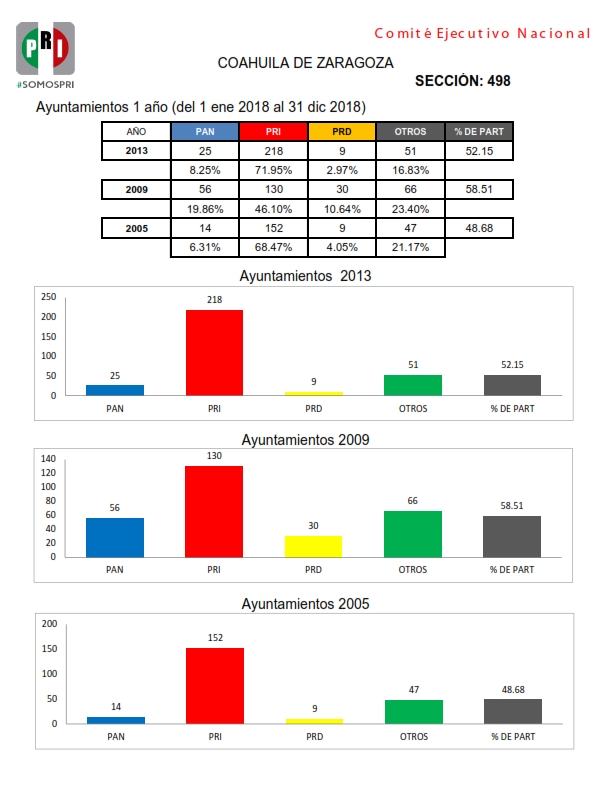 Comité Ejecutivo Nacional
PRI
#SOMOSPRI
COAHUILA DE ZARAGOZA
SECCIÓN: 498
Ayuntamientos 1 año (del 1 ene 2018 al 31 dic 2018)
AÑO PAN PRI PRD OTROS % DE PART
2013 25 218 9 51 52.15
8.25% 71.95% 2.97% 16.83%
2009 56 130 30 66 58.51
19.86% 46.10% 10.64% 23.40%
2005 14 152 9 47 48.68
6.31% 68.47% 4.05% 21.17%
Ayuntamientos 2013
250
200
150
100
50
0
25 218 9 51 52.15
PAN PRI PRD OTROS % DE PART
Ayuntamientos 2009
140
120
100
80
60
40
20
0
56 130 30 66 58.51
PAN PRI PRD OTROS % DE PART
Ayuntamientos 2005
200
150
100
50
0
14 152 9 47 48.68
PAN PRI PRD OTROS % DE PART